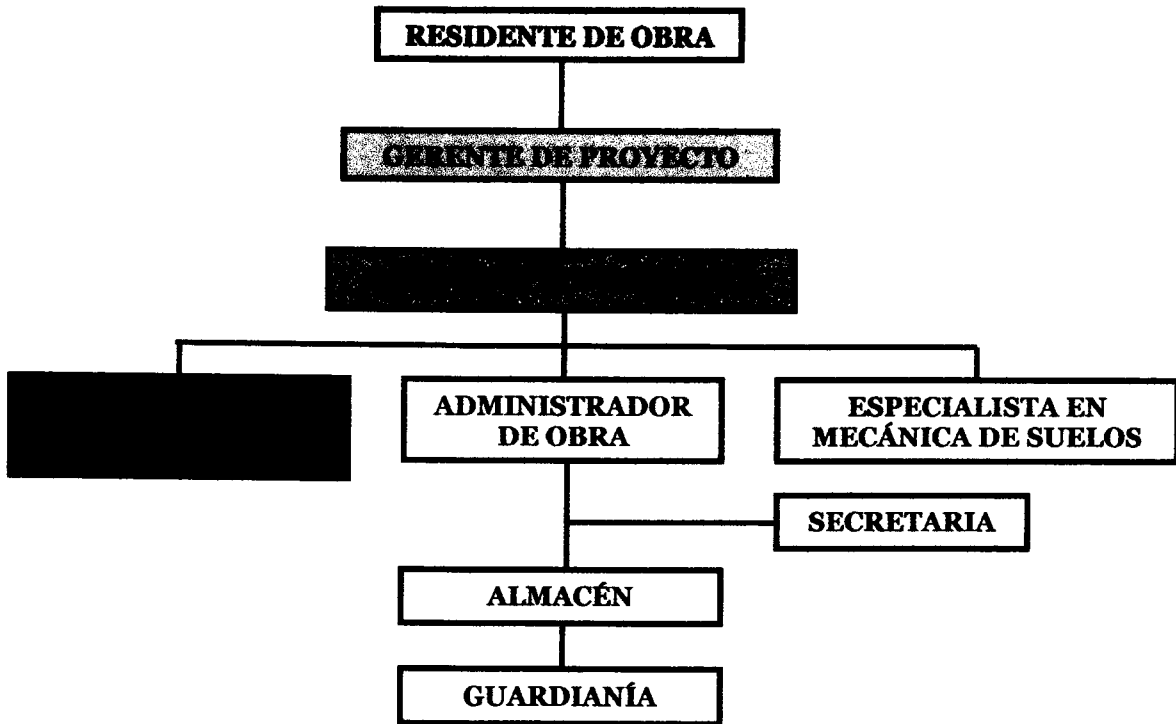 RESIDENTE DE OBRA
GERENTE DE PROYECTO
ADMINISTRADOR
DE OBRA
ESPECIALISTA EN
MECÁNICA DE SUELOS
SECRETARIA
ALMACÉN
GUARDIANÍA